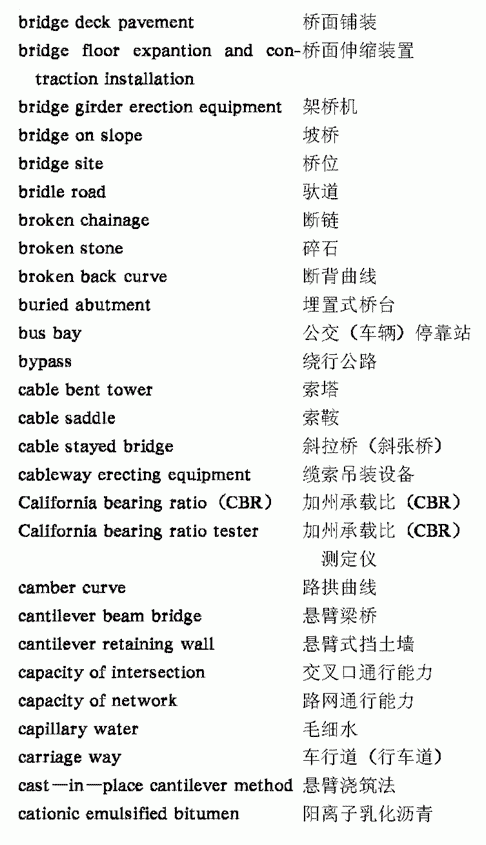 bridge deck pavement 桥面铺装
bridge floor expantion and con- 桥面伸缩装置
traction installation
bridge girder erection equipment 架桥机
bridge on slope 坡桥
bridge site 桥位
bridle road 驮道
broken chainage 断链
broken stone 碎石
broken back curve 断背曲线
buried abutment 埋置式桥台
bus bay 公交（车辆）停靠站
bypass 绕行公路
cable bent tower 索塔
cable saddle 索鞍
cable stayed bridge 斜拉桥（斜张桥）
cableway erecting equipment 缆索吊装设备
California bearing ratio（CBR） 加州承载比（CBR）
California bearing ratio tester 加州承载比（CBR）
测定仪
camber curve 路拱曲线
cantilever beam bridge 悬臂梁桥
cantilever retaining wall 悬臂式挡土墙
capacity of intersection 交叉口通行能力
capacity of network 路网通行能力
capillary water 毛细水
carriage way 车行道（行车道）
cast—in—place cantilever method 悬臂浇筑法
cationic emulsified bitumen 阳离子乳化沥青